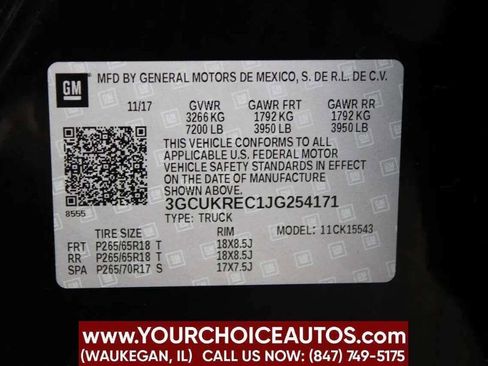 GM
MFD BY GENERAL MOTORS DE MEXICO, S. DE R.L. DE C.V.
11/17 GVWR GAWR FRT GAWR RR
3266 KG 1792 KG 1792 KG
7200 LB 3950 LB 3950 LB
THIS VEHICLE CONFORMS TO ALL
APPLICABLE U.S. FEDERAL MOTOR
VEHICLE SAFETY STANDARDS IN EFFECT
ON THE DATE OF MANUFACTURE
SHOWN ABOVE.
3GCUKREC1JG254171
8555
TYPE: TRUCK
TIRE SIZE RIM MODEL: 11CK15543
FRT P265/65R18 T 18X8.5J
RR P265/65R18 T 18X8.5J
SPA P265/70R17 S 17X7.5J
WWW.YOURCHOICEAUTOS.COM
(WAUKEGAN, IL) CALL US NOW: (847) 749-5175